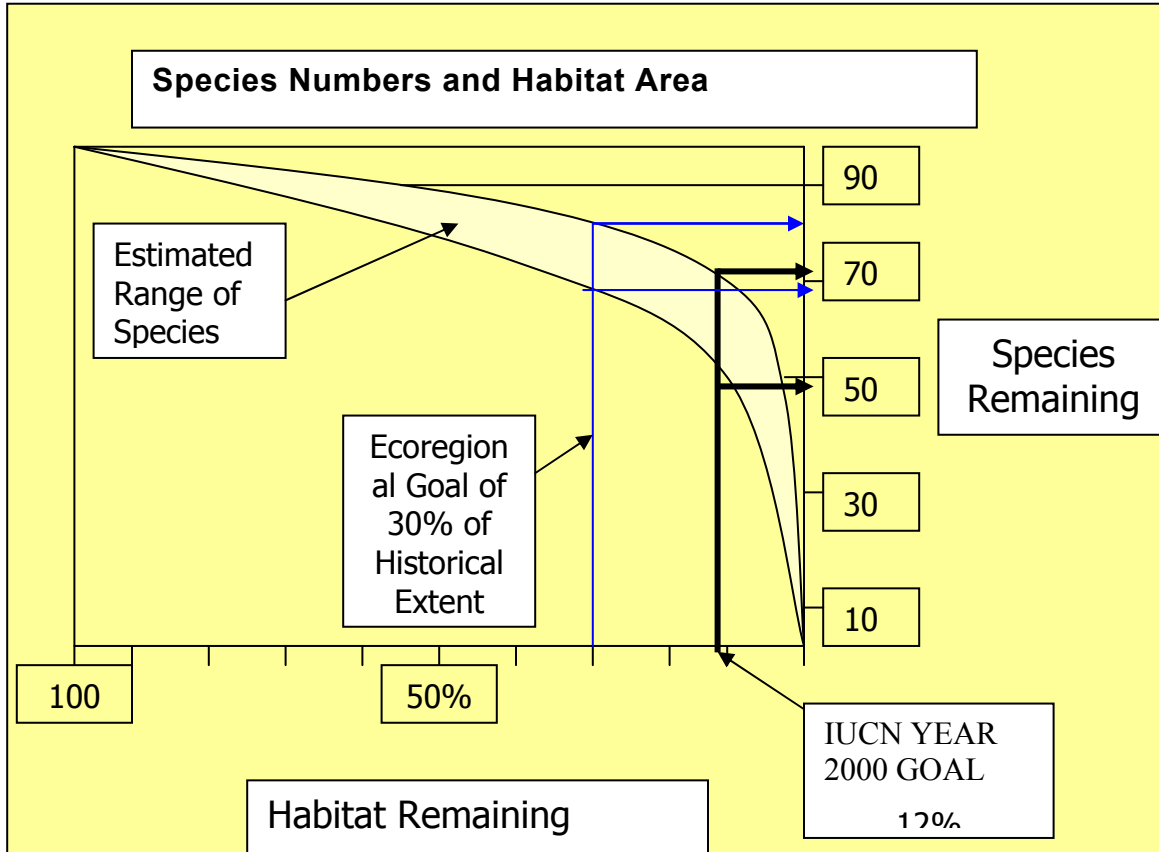 Species Numbers and Habitat Area
90
Estimated
Range of
Species
70
Species
Remaining
50
Ecoregion
al Goal of
30% of
Historical
Extent
30
10
100
50%
IUCN YEAR
2000 GOAL
12%
Habitat Remaining